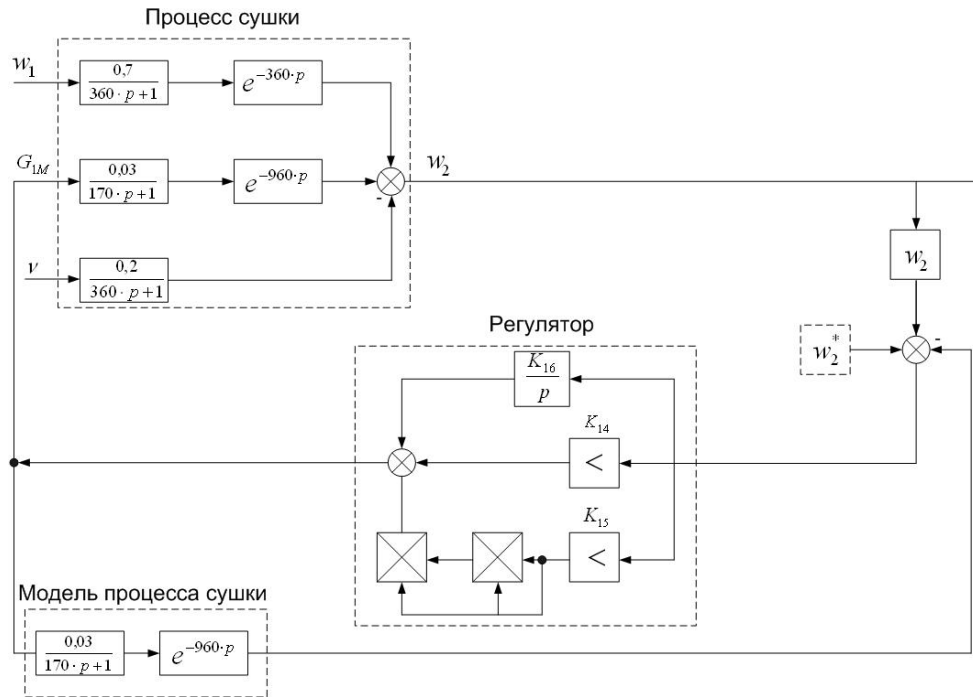 Процесс сушки
w₁
0,7
360 · p + 1
e^{-360·p}
G₁ₘ
0,03
170 · p + 1
e^{-960·p}
w₂
-
v
0,2
360 · p + 1
w₂
Регулятор
w₂*
-
K₁₆
p
K₁₄
<
K₁₅
<
Модель процесса сушки
0,03
170 · p + 1
e^{-960·p}